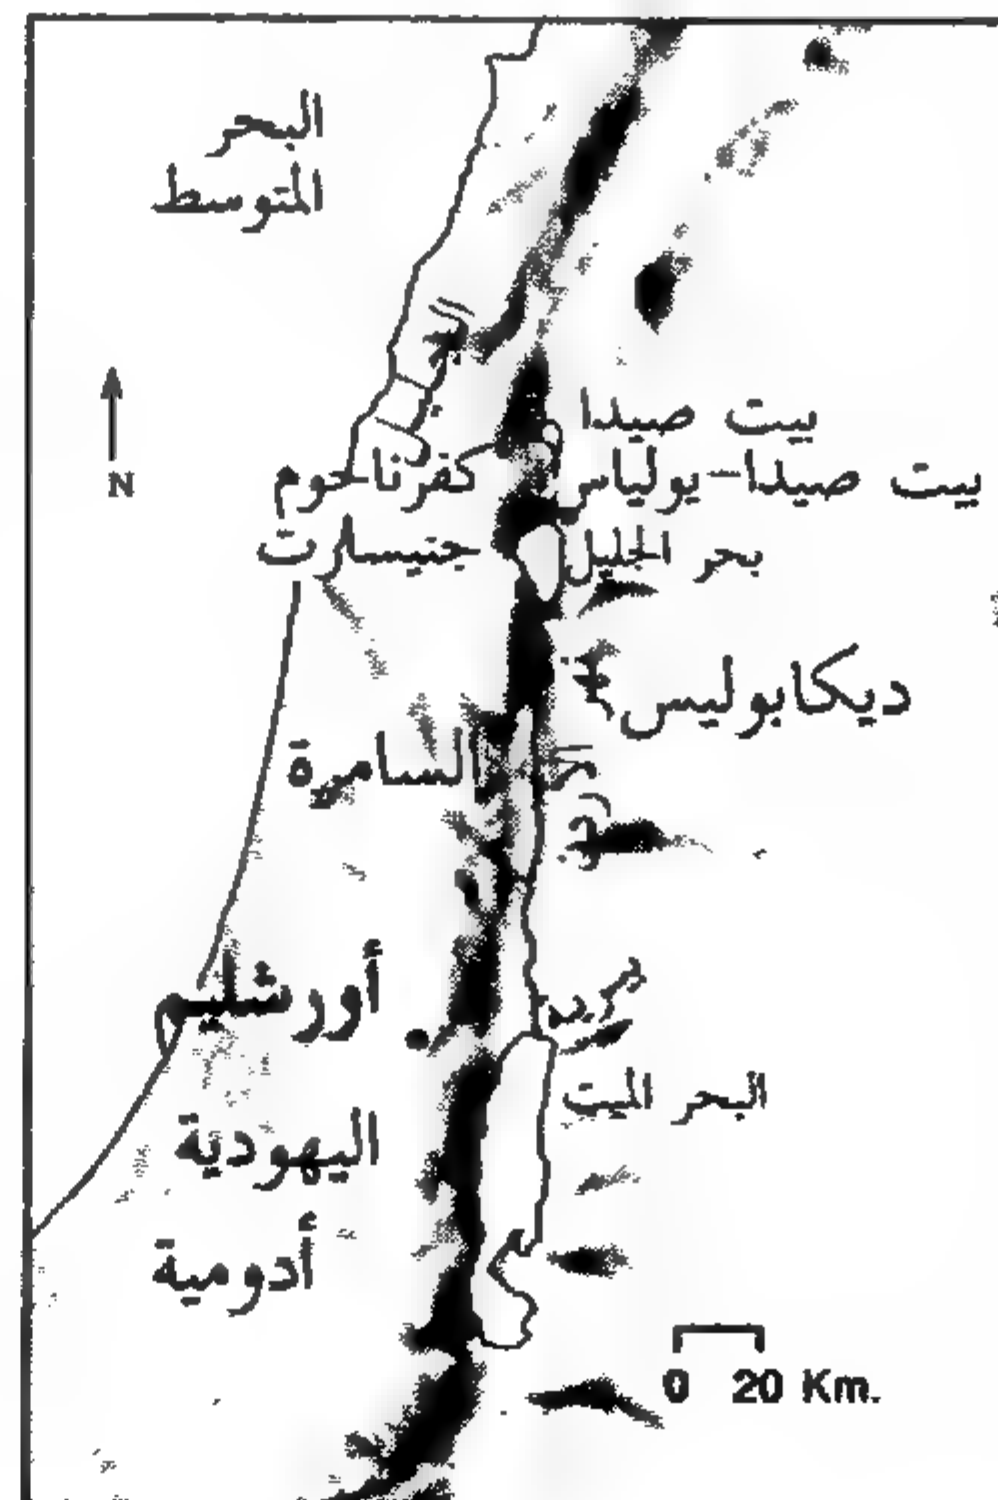 البحر
المتوسط
N
بيت صيدا
كفرناحوم
بيت صيدا-يولياس
جنيسارت
بحر الجليل
ديكابوليس
السامرة
أورشليم
البحر الميت
اليهودية
أدومية
0 20 Km.